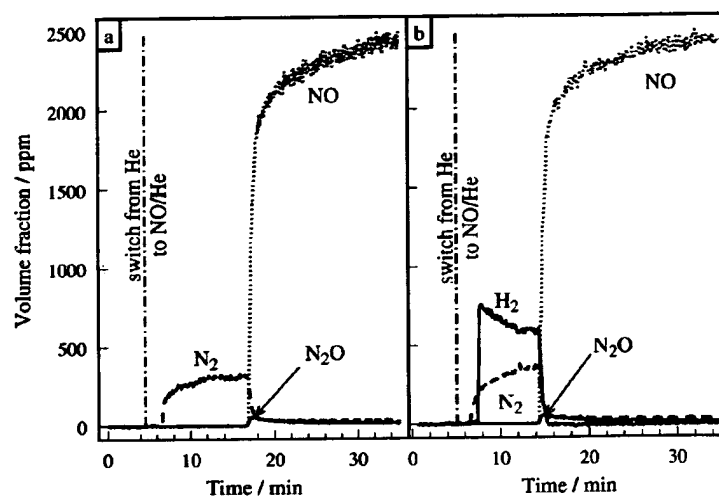 2500
2000
1500
1000
500
0
Volume fraction / ppm
a
switch from He
to NO/He
NO
N₂
N₂O
0 10 20 30
Time / min
b
switch from He
to NO/He
NO
H₂
N₂O
N₂
0 10 20 30
Time / min